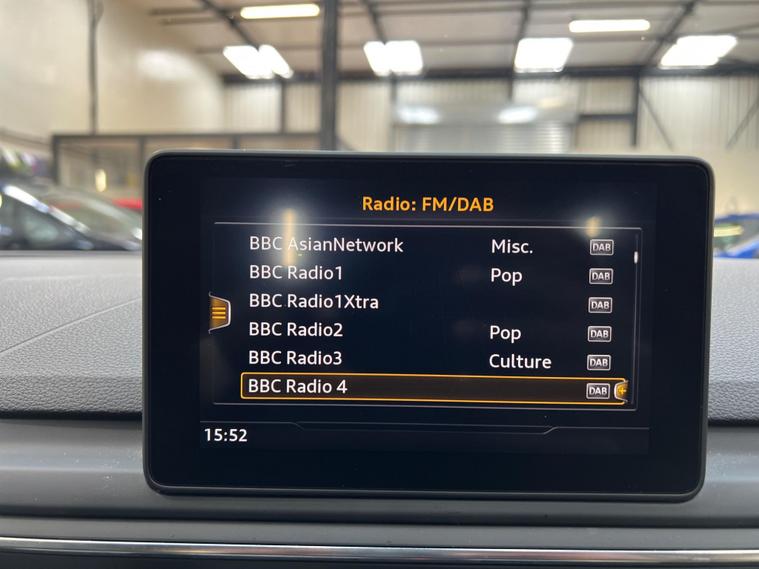 Radio: FM/DAB
BBC AsianNetwork Misc. DAB
BBC Radio1 Pop DAB
BBC Radio1Xtra DAB
BBC Radio2 Pop DAB
BBC Radio3 Culture DAB
BBC Radio 4 DAB
15:52